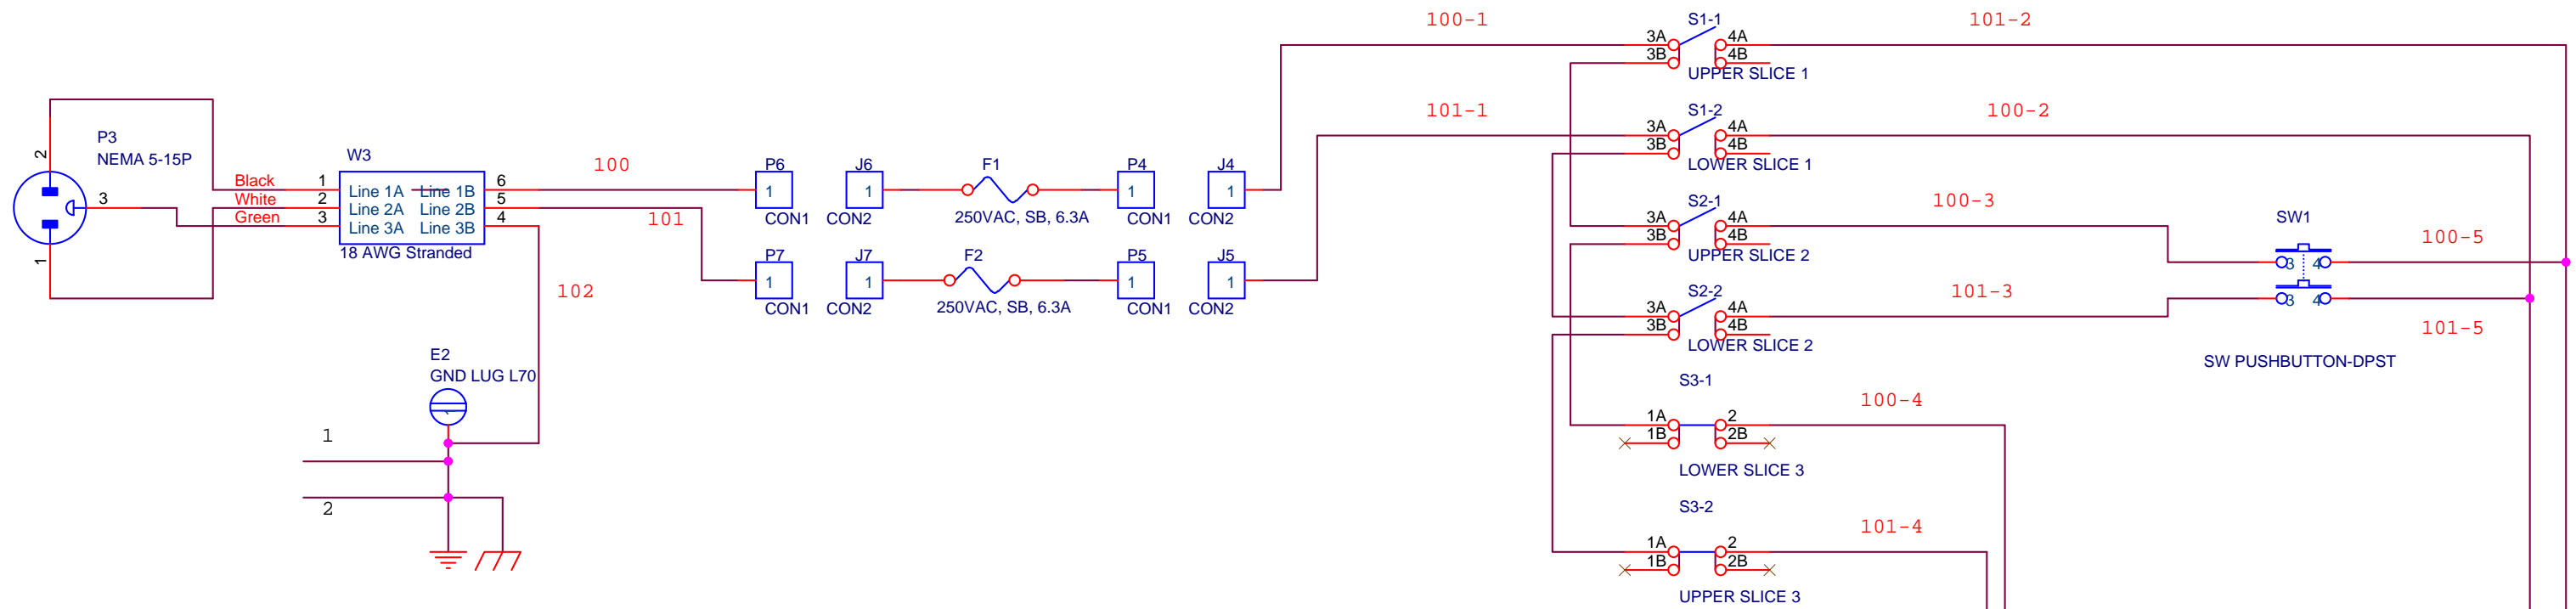 P3
NEMA 5-15P
2
3
1
Black
White
Green
W3
1
2
3
Line 1A
Line 2A
Line 3A
Line 1B
Line 2B
Line 3B
6
5
4
18 AWG Stranded
100
101
102
E2
GND LUG L70
1
1
2
P6
1
CON1
J6
1
CON2
F1
250VAC, SB, 6.3A
P4
1
CON1
J4
1
CON2
P7
1
CON1
J7
1
CON2
F2
250VAC, SB, 6.3A
P5
1
CON1
J5
1
CON2
100-1
S1-1
3A
3B
4A
4B
UPPER SLICE 1
101-2
101-1
S1-2
3A
3B
4A
4B
LOWER SLICE 1
100-2
S2-1
3A
3B
4A
4B
UPPER SLICE 2
100-3
S2-2
3A
3B
4A
4B
LOWER SLICE 2
101-3
S3-1
1A
1B
2
2B
LOWER SLICE 3
100-4
S3-2
1A
1B
2
2B
UPPER SLICE 3
101-4
SW1
3
4
3
4
100-5
101-5
SW PUSHBUTTON-DPST